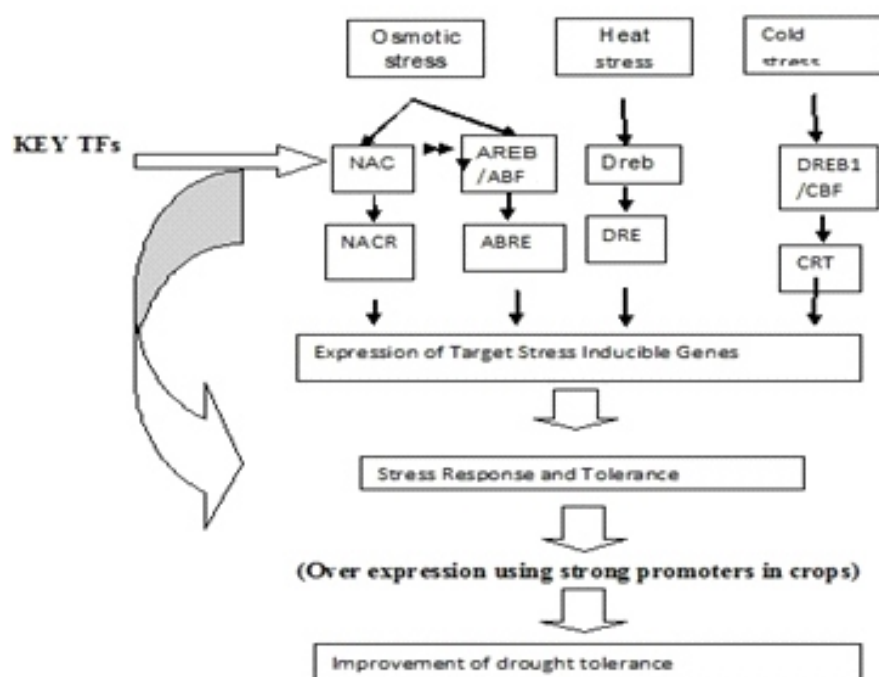 Osmotic
stress
Heat
stress
Cold
stress
KEY TFs
NAC
AREB
/ABF
Dreb
DREB1
/CBF
NACR
ABRE
DRE
CRT
Expression of Target Stress Inducible Genes
Stress Response and Tolerance
(Over expression using strong promoters in crops)
Improvement of drought tolerance